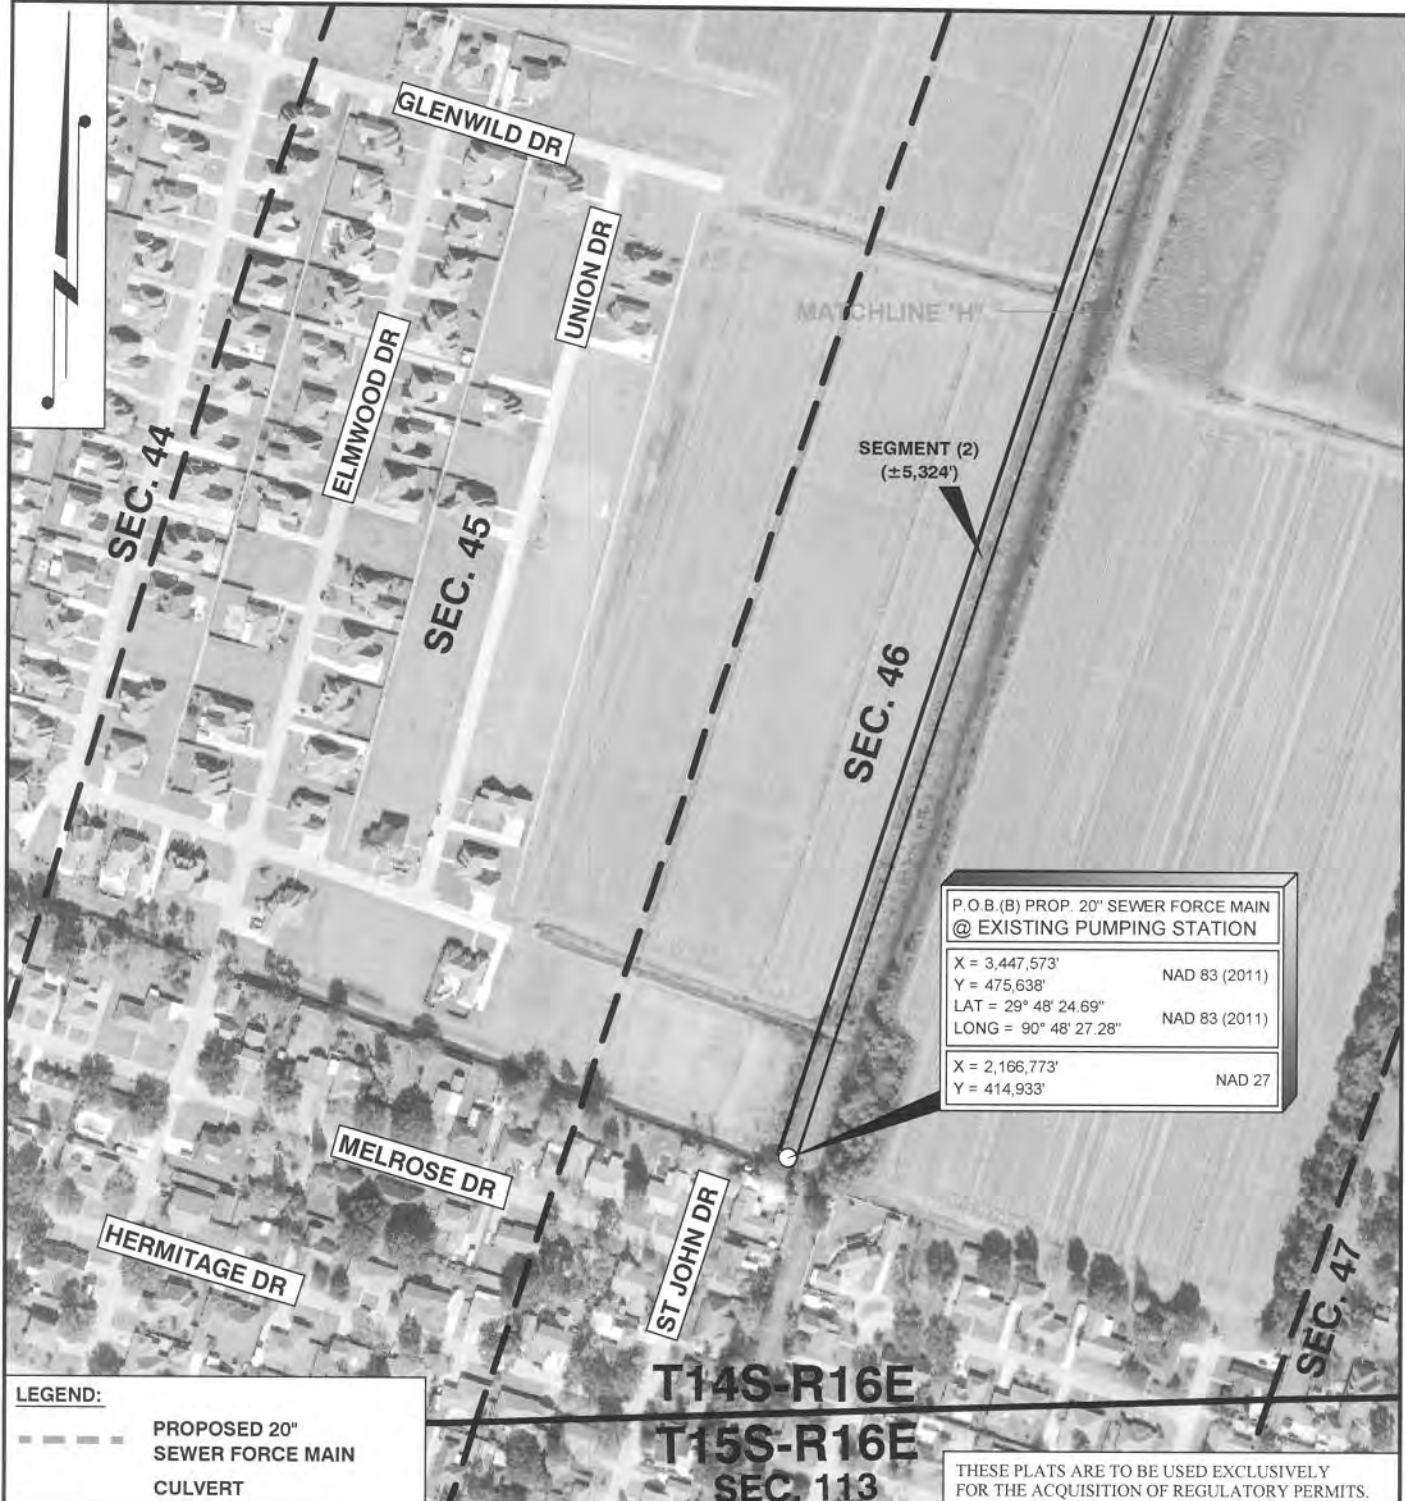 GLENWILD DR
UNION DR
MATCHLINE "H"
ELMWOOD DR
SEC. 44
SEGMENT (2)
(±5,324')
SEC. 45
SEC. 46
P.O.B.(B) PROP. 20" SEWER FORCE MAIN
@ EXISTING PUMPING STATION
X = 3,447,573'
Y = 475,638'
NAD 83 (2011)
LAT = 29° 48' 24.69"
LONG = 90° 48' 27.28"
NAD 83 (2011)
X = 2,166,773'
Y = 414,933'
NAD 27
MELROSE DR
ST JOHN DR
HERMITAGE DR
SEC. 47
T14S-R16E
T15S-R16E
SEC. 113
LEGEND:
PROPOSED 20"
SEWER FORCE MAIN
CULVERT
THESE PLATS ARE TO BE USED EXCLUSIVELY
FOR THE ACQUISITION OF REGULATORY PERMITS.